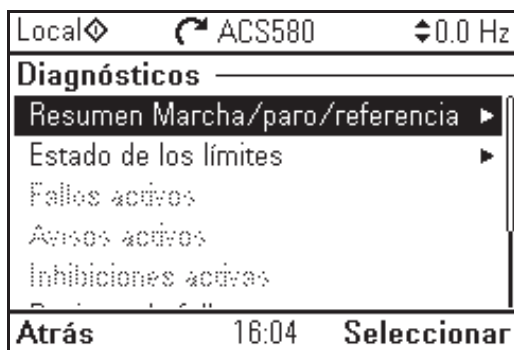 Local ACS580 0.0 Hz
Diagnósticos
Resumen Marcha/paro/referencia
Estado de los límites
Fallos activos
Avisos activos
Inhibiciones activas
Atrás 16:04 Seleccionar